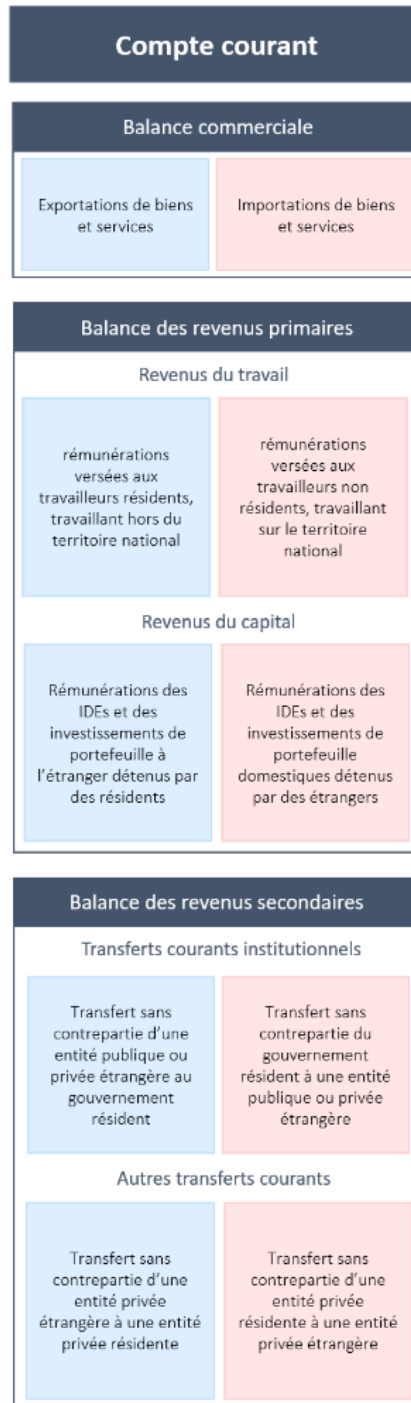 Compte courant
Balance commerciale
Exportations de biens
et services
Importations de biens
et services
Balance des revenus primaires
Revenus du travail
rémunérations
versées aux
travailleurs résidents,
travaillant hors du
territoire national
rémunérations
versées aux
travailleurs non
résidents, travaillant
sur le territoire
national
Revenus du capital
Rémunérations des
IDEs et des
investissements de
portefeuille à
l'étranger détenus par
des résidents
Rémunérations des
IDEs et des
investissements de
portefeuille
domestiques détenus
par des étrangers
Balance des revenus secondaires
Transferts courants institutionnels
Transfert sans
contrepartie d'une
entité publique ou
privée étrangère au
gouvernement
résident
Transfert sans
contrepartie du
gouvernement
résident à une entité
publique ou privée
étrangère
Autres transferts courants
Transfert sans
contrepartie d'une
entité privée
étrangère à une entité
privée résidente
Transfert sans
contrepartie d'une
entité privée
résidente à une entité
privée étrangère